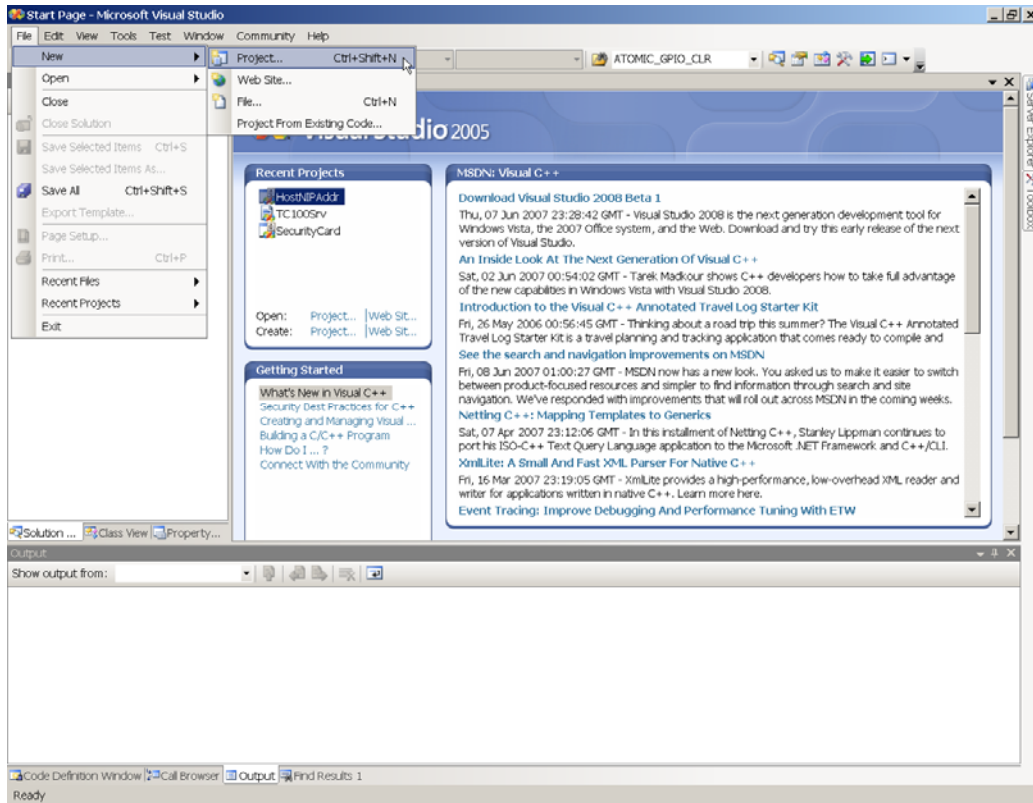 Start Page - Microsoft Visual Studio
File Edit View Tools Test Window Community Help
New
Open
Close
Close Solution
Save Selected Items Ctrl+S
Save Selected Items As...
Save All Ctrl+Shift+S
Export Template...
Page Setup...
Print... Ctrl+P
Recent Files
Recent Projects
Exit
Project... Ctrl+Shift+N
Web Site...
File... Ctrl+N
Project From Existing Code...
ATOMIC_GPIO_CLR
2005
Recent Projects
HostNIPAddr
TC100Srv
SecurityCard
Open: Project... Web Sit...
Create: Project... Web Sit...
Getting Started
What's New in Visual C++
Security Best Practices for C++
Creating and Managing Visual ...
Building a C/C++ Program
How Do I ... ?
Connect With the Community
MSDN: Visual C++
Download Visual Studio 2008 Beta 1
Thu, 07 Jun 2007 23:28:42 GMT - Visual Studio 2008 is the next generation development tool for
Windows Vista, the 2007 Office system, and the Web. Download and try this early release of the next
version of Visual Studio.
An Inside Look At The Next Generation Of Visual C++
Sat, 02 Jun 2007 00:54:02 GMT - Tarek Madkour shows C++ developers how to take full advantage
of the new capabilities in Windows Vista with Visual Studio 2008.
Introduction to the Visual C++ Annotated Travel Log Starter Kit
Fri, 26 May 2006 00:56:45 GMT - Thinking about a road trip this summer? The Visual C++ Annotated
Travel Log Starter Kit is a travel planning and tracking application that comes ready to compile and
See the search and navigation improvements on MSDN
Fri, 08 Jun 2007 01:00:27 GMT - MSDN now has a new look. You asked us to make it easier to switch
between product-focused resources and simpler to find information through search and site
navigation. We've responded with improvements that will roll out across MSDN in the coming weeks.
Netting C++: Mapping Templates to Generics
Sat, 07 Apr 2007 23:12:06 GMT - In this installment of Netting C++, Stanley Lippman continues to
port his ISO-C++ Text Query Language application to the Microsoft .NET Framework and C++/CLI.
XmlLite: A Small And Fast XML Parser For Native C++
Fri, 16 Mar 2007 23:19:05 GMT - XmlLite provides a high-performance, low-overhead XML reader and
writer for applications written in native C++. Learn more here.
Event Tracing: Improve Debugging And Performance Tuning With ETW
Server Explorer
Toolbox
Solution ... Class View Property...
Output
Show output from:
Code Definition Window Call Browser Output Find Results 1
Ready